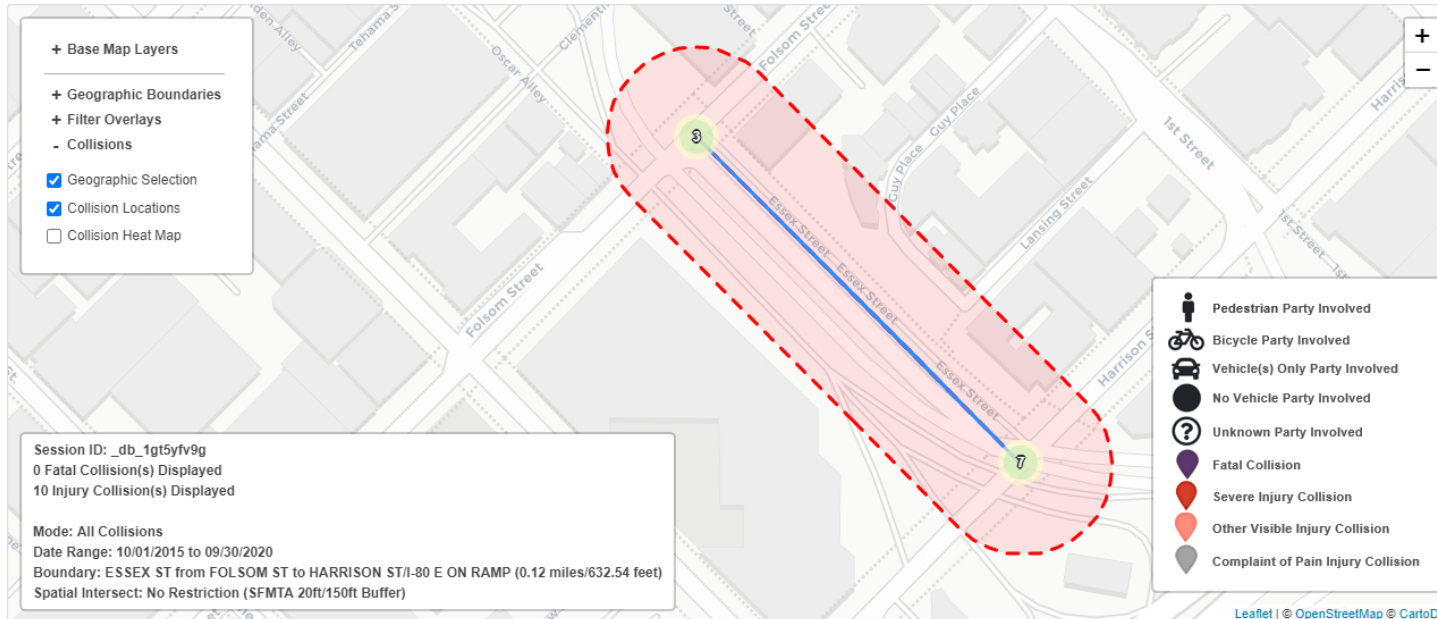 + Base Map Layers
+ Geographic Boundaries
+ Filter Overlays
- Collisions
Geographic Selection
Collision Locations
Collision Heat Map
Tehama Street
Oscar Alley
Folsom Street
Guy Place
Guy Place
1st Street
Lansing Street
3
Essex Street
Essex Street
Essex Street
Folsom Street
1st Street
7
+
−
Pedestrian Party Involved
Bicycle Party Involved
Vehicle(s) Only Party Involved
No Vehicle Party Involved
? Unknown Party Involved
Fatal Collision
Severe Injury Collision
Other Visible Injury Collision
Complaint of Pain Injury Collision
Session ID: _db_1gt5yfv9g
0 Fatal Collision(s) Displayed
10 Injury Collision(s) Displayed
Mode: All Collisions
Date Range: 10/01/2015 to 09/30/2020
Boundary: ESSEX ST from FOLSOM ST to HARRISON ST/I-80 E ON RAMP (0.12 miles/632.54 feet)
Spatial Intersect: No Restriction (SFMTA 20ft/150ft Buffer)
Leaflet | © OpenStreetMap © CartoD